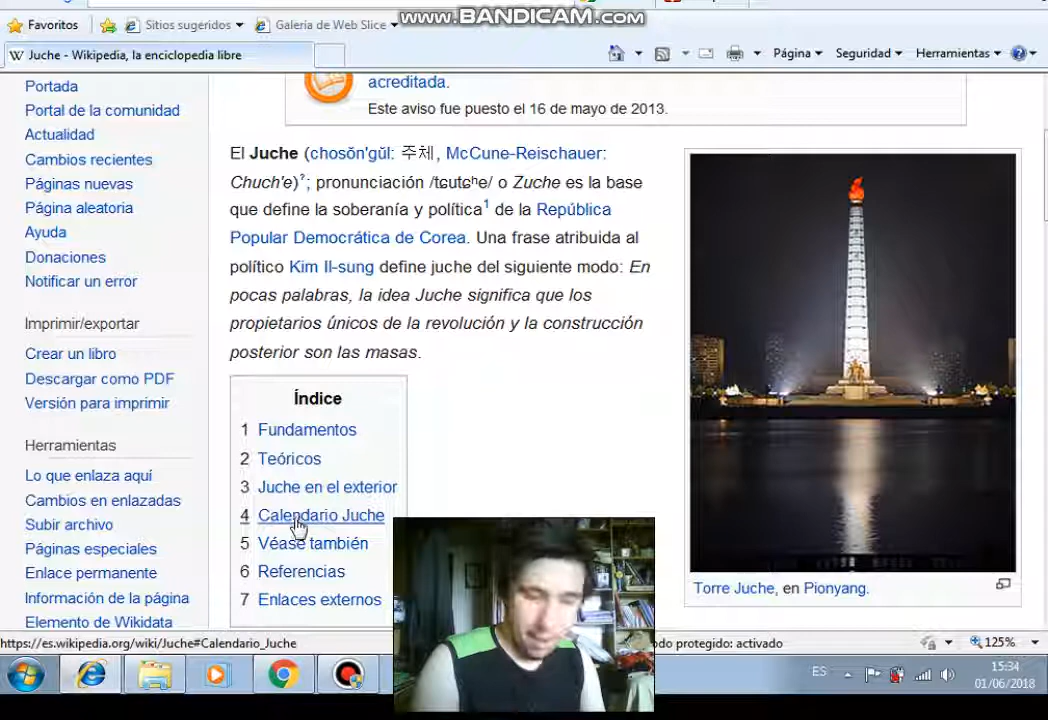 www.BANDICAM.com
Favoritos
Sitios sugeridos
Galería de Web Slice
W Juche - Wikipedia, la enciclopedia libre
Página
Seguridad
Herramientas
Portada
Portal de la comunidad
Actualidad
Cambios recientes
Páginas nuevas
Página aleatoria
Ayuda
Donaciones
Notificar un error
Imprimir/exportar
Crear un libro
Descargar como PDF
Versión para imprimir
Herramientas
Lo que enlaza aquí
Cambios en enlazadas
Subir archivo
Páginas especiales
Enlace permanente
Información de la página
Elemento de Wikidata
acreditada.
Este aviso fue puesto el 16 de mayo de 2013.
El Juche (chosŏn'gŭl: 주체, McCune-Reischauer:
Chuch'e)?; pronunciación /tɕutɕʰe/ o Zuche es la base
que define la soberanía y política1 de la República
Popular Democrática de Corea. Una frase atribuida al
político Kim Il-sung define juche del siguiente modo: En
pocas palabras, la idea Juche significa que los
propietarios únicos de la revolución y la construcción
posterior son las masas.
Índice
1 Fundamentos
2 Teóricos
3 Juche en el exterior
4 Calendario Juche
5 Véase también
6 Referencias
7 Enlaces externos
Torre Juche, en Pionyang.
https://es.wikipedia.org/wiki/Juche#Calendario_Juche
do protegido: activado
125%
ES
15:34
01/06/2018